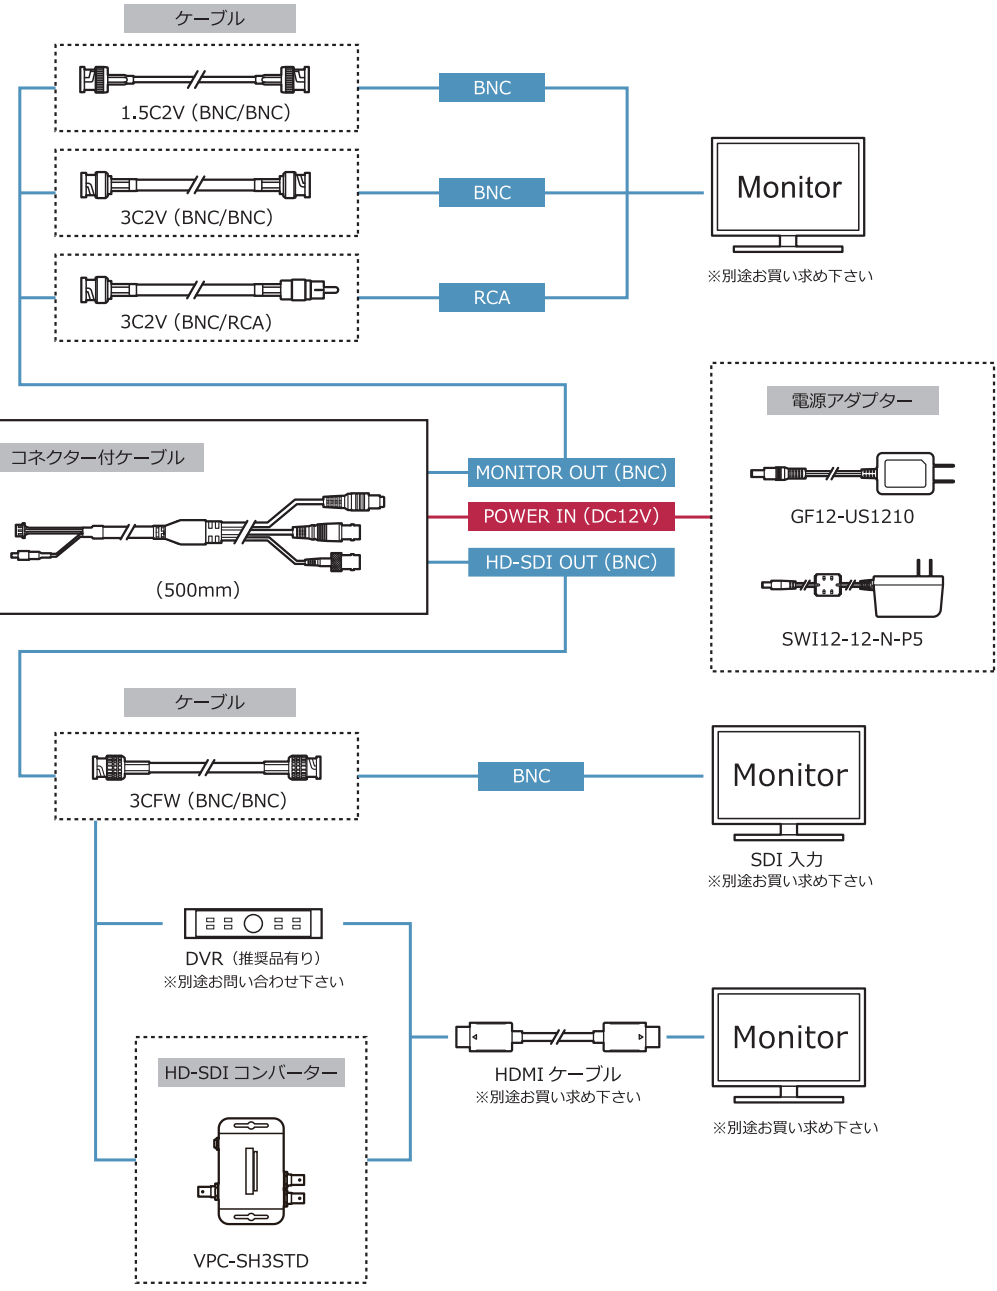 ケーブル
1.5C2V (BNC/BNC)
BNC
3C2V (BNC/BNC)
BNC
3C2V (BNC/RCA)
RCA
Monitor
※別途お買い求め下さい
コネクター付ケーブル
(500mm)
MONITOR OUT (BNC)
POWER IN (DC12V)
HD-SDI OUT (BNC)
電源アダプター
GF12-US1210
SWI12-12-N-P5
ケーブル
3CFW (BNC/BNC)
BNC
Monitor
SDI 入力
※別途お買い求め下さい
DVR (推奨品有り)
※別途お問い合わせ下さい
HD-SDI コンバーター
VPC-SH3STD
HDMI ケーブル
※別途お買い求め下さい
Monitor
※別途お買い求め下さい